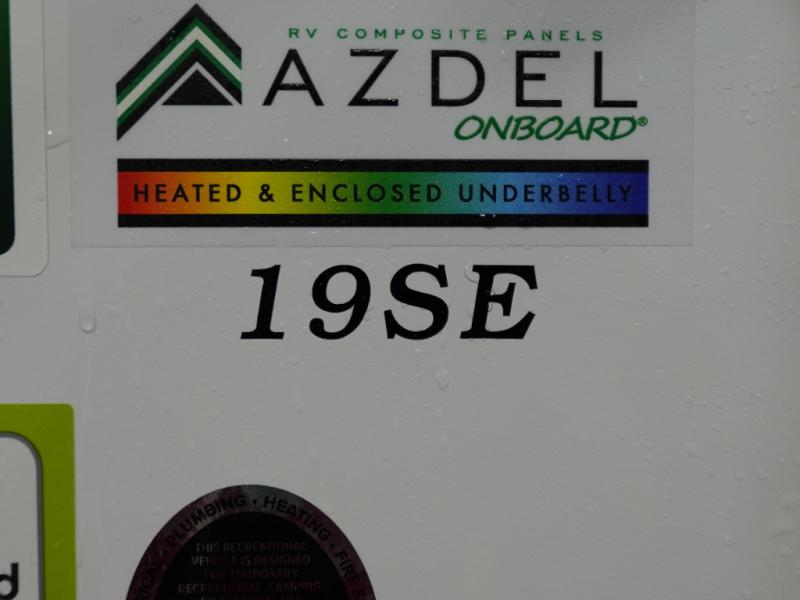 RV COMPOSITE PANELS
AZDEL
ONBOARD®
HEATED & ENCLOSED UNDERBELLY
19SE
PLUMBING • HEATING • FIRE
THIS RECREATIONAL
VEHICLE IS DESIGNED
FOR TEMPORARY
RECREATIONAL, CAMPING
d